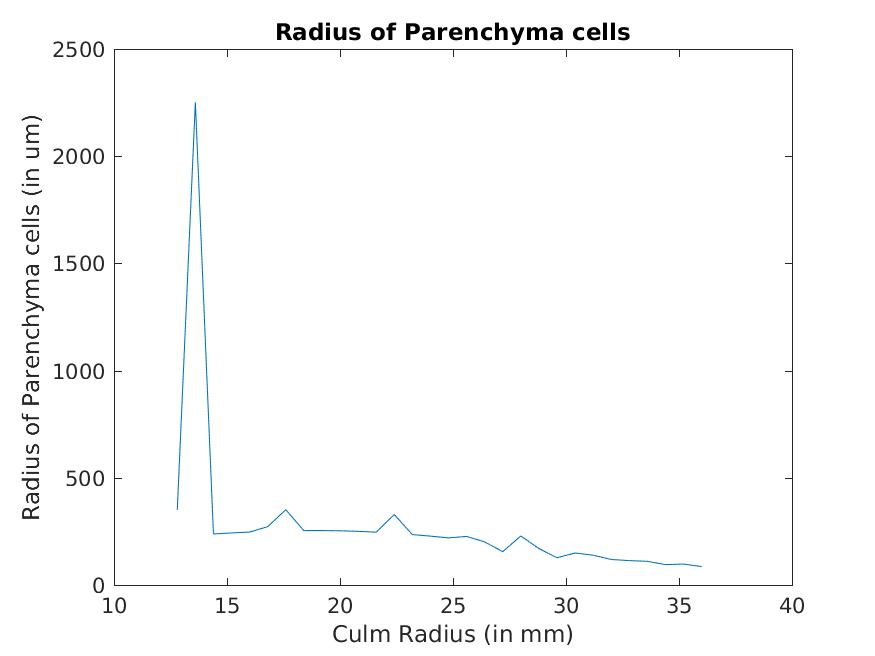 Radius of Parenchyma cells
2500
2000
1500
1000
500
0
Radius of Parenchyma cells (in um)
10 15 20 25 30 35 40
Culm Radius (in mm)